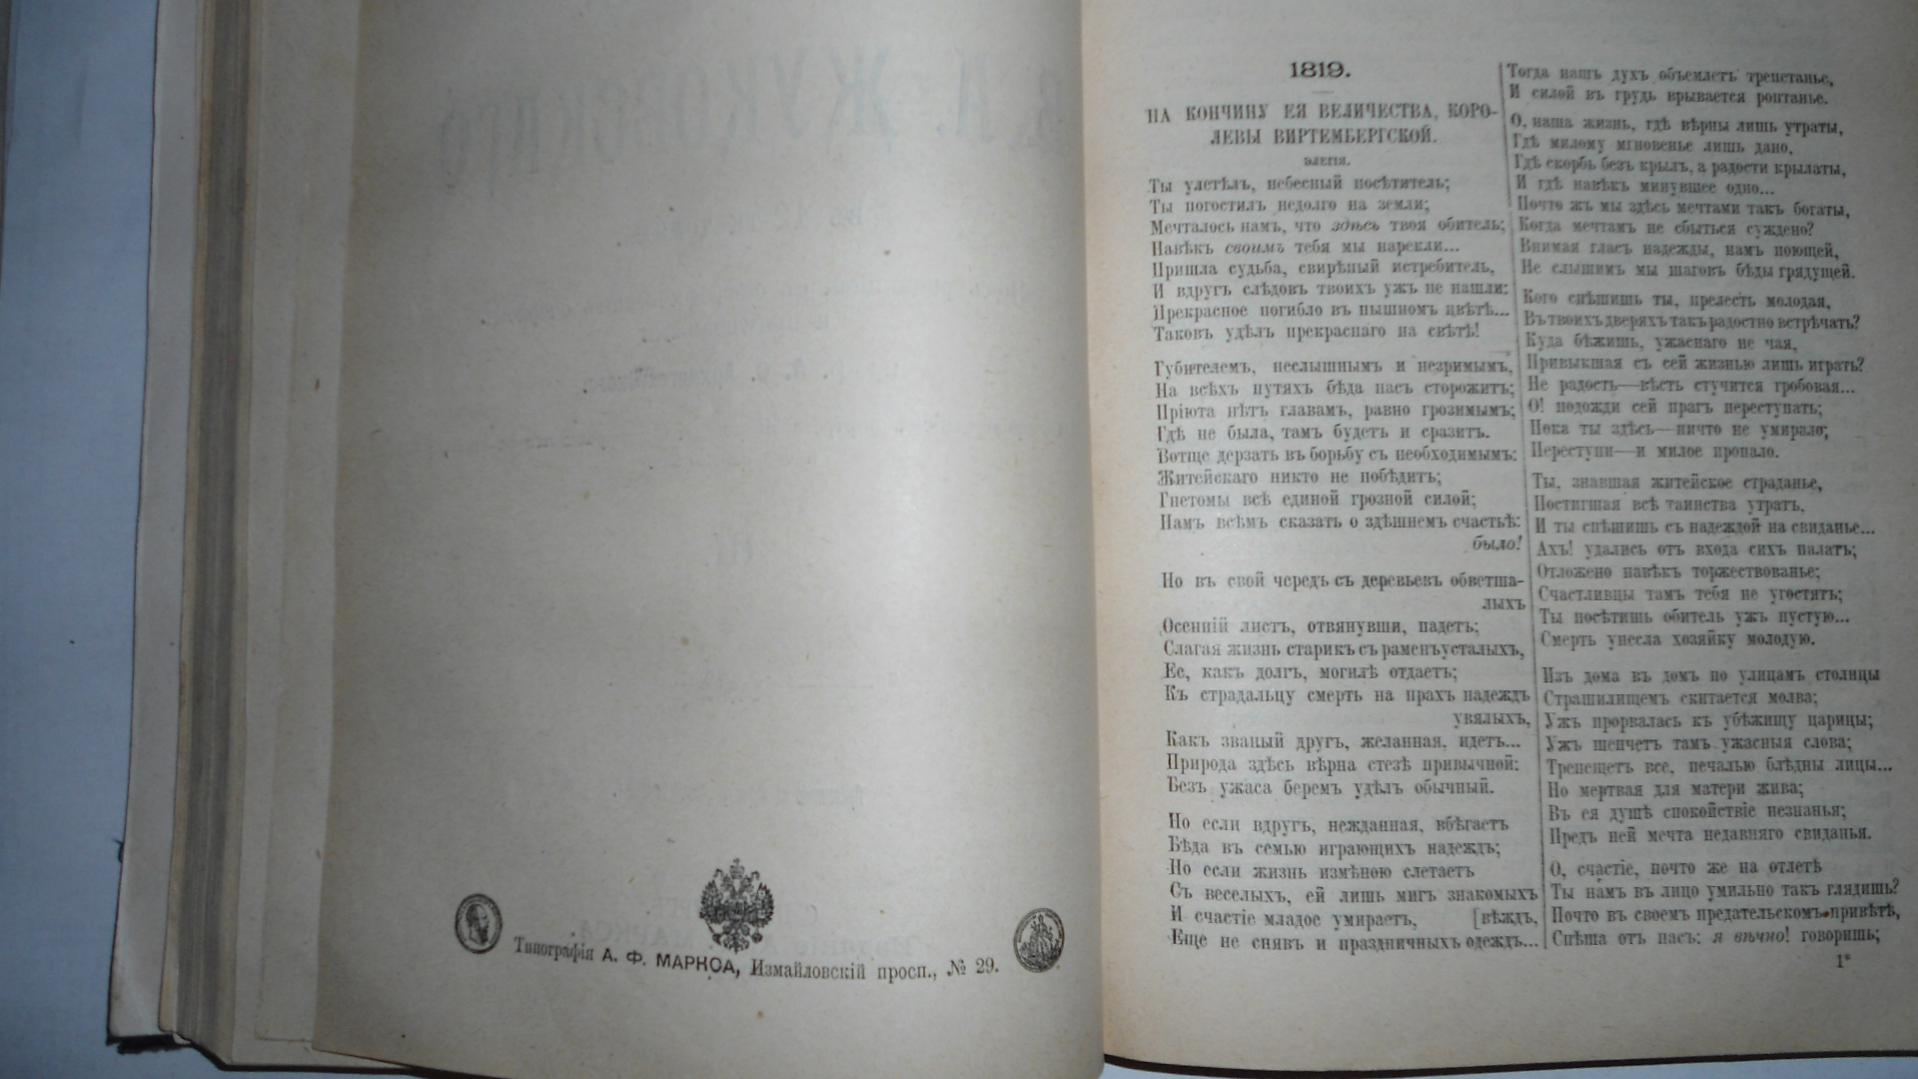 Типографія А. Ф. МАРКСА, Измайловскій просп., № 29.
1819.
НА КОНЧИНУ ЕЯ ВЕЛИЧЕСТВА, КОРО-
ЛЕВЫ ВИРТЕМБЕРГСКОЙ.
ЭЛЕГІЯ.
Ты улетѣлъ, небесный посѣтитель;
Ты погостилъ недолго на земли;
Мечталось намъ, что здѣсь твоя обитель;
Навѣкъ своимъ тебя мы нарекли...
Пришла судьба, свирѣпый истребитель,
И вдругъ слѣдовъ твоихъ ужъ не нашли:
Прекрасное погибло въ пышномъ цвѣтѣ...
Таковъ удѣлъ прекраснаго на свѣтѣ!
Губителемъ, неслышнымъ и незримымъ,
На всѣхъ путяхъ бѣда насъ сторожитъ;
Пріюта нѣтъ главамъ, равно грозимымъ;
Гдѣ не была, тамъ будетъ и сразитъ.
Вотще дерзать въ борьбу съ необходимымъ:
Житейскаго никто не побѣдитъ;
Гнетомы всѣ единой грозной силой;
Намъ всѣмъ сказать о здѣшнемъ счастьѣ:
было!
Но въ свой чередъ съ деревьевъ обветша-
лыхъ
Осенній листъ, отвянувши, падетъ;
Слагая жизнь старикъ съ раменъ усталыхъ,
Ее, какъ долгъ, могилѣ отдаетъ;
Къ страдальцу смерть на прахъ надеждъ
увялыхъ,
Какъ званый другъ, желанная, идетъ...
Природа здѣсь вѣрна стезѣ привычной:
Безъ ужаса беремъ удѣлъ обычный.
Но если вдругъ, нежданная, вбѣгаетъ
Бѣда въ семью играющихъ надеждъ;
Но если жизнь измѣною слетаетъ
Съ веселыхъ, ей лишь мигъ знакомыхъ
И счастіе младое умираетъ, [вѣждъ,
Еще не снявъ и праздничныхъ одеждъ...
Тогда нашъ духъ объемлетъ трепетанье,
И силой въ грудь врывается роптанье.
О, наша жизнь, гдѣ вѣрны лишь утраты,
Гдѣ милому мгновенье лишь дано,
Гдѣ скорбь безъ крылъ, а радости крылаты,
И гдѣ навѣкъ минувшее одно...
Почто жъ мы здѣсь мечтами такъ богаты,
Когда мечтамъ не сбыться суждено?
Внимая гласъ надежды, намъ поющей,
Не слышимъ мы шаговъ бѣды грядущей.
Кого спѣшишь ты, прелесть молодая,
Въ твоихъ дверяхъ такъ радостно встрѣчать?
Куда бѣжишь, ужаснаго не чая,
Привыкшая съ сей жизнью лишь играть?
Не радость—вѣсть стучится гробовая...
О! подожди сей прагъ переступать;
Пока ты здѣсь—ничто не умирало;
Переступи—и милое пропало.
Ты, знавшая житейское страданье,
Постигшая всѣ таинства утратъ,
И ты спѣшишь съ надеждой на свиданье...
Ахъ! удались отъ входа сихъ палатъ;
Отложено навѣкъ торжествованье;
Счастливцы тамъ тебя не угостятъ;
Ты посѣтишь обитель ужъ пустую...
Смерть унесла хозяйку молодую.
Изъ дома въ домъ по улицамъ столицы
Страшилищемъ скитается молва;
Ужъ прорвалась къ убѣжищу царицы;
Ужъ шепчетъ тамъ ужасныя слова;
Трепещетъ все, печалью блѣдны лицы...
Но мертвая для матери жива;
Въ ея душѣ спокойствіе незнанья;
Предъ ней мечта недавняго свиданья.
О, счастіе, почто же на отлетѣ
Ты намъ въ лицо умильно такъ глядишь?
Почто въ своемъ предательскомъ привѣтѣ,
Спѣша отъ насъ: я вѣчно! говоришь;
1*